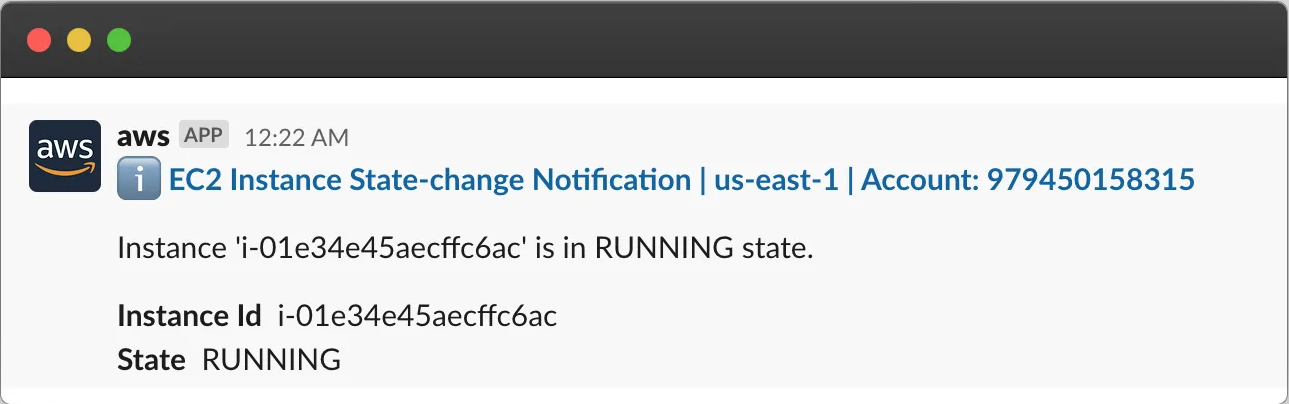 aws
aws APP 12:22 AM
i EC2 Instance State-change Notification | us-east-1 | Account: 979450158315
Instance 'i-01e34e45aecffc6ac' is in RUNNING state.
Instance Id i-01e34e45aecffc6ac
State RUNNING